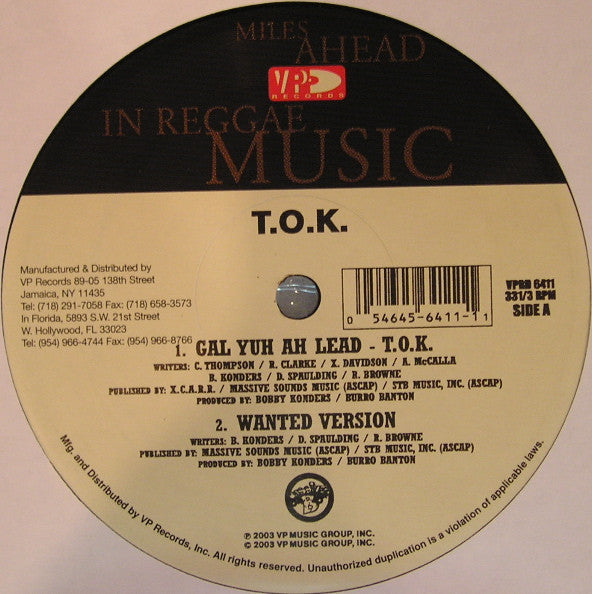 MILES
AHEAD
VP
RECORDS
IN REGGAE
MUSIC
T.O.K.
Manufactured & Distributed by
VP Records 89-05 138th Street
Jamaica, NY 11435
Tel: (718) 291-7058 Fax: (718) 658-3573
In Florida, 5893 S.W. 21st Street
W. Hollywood, FL 33023
Tel: (954) 966-4744 Fax: (954) 966-8766
0 54645-6411-1 1
VPRD 6411
33 1/3 RPM
SIDE A
1. GAL YUH AH LEAD - T.O.K.
WRITERS: C. THOMPSON / R. CLARKE / X. DAVIDSON / A. McCALLA
B. KONDERS / D. SPAULDING / R. BROWNE
PUBLISHED BY: X.C.A.R.R. / MASSIVE SOUNDS MUSIC (ASCAP) / STB MUSIC, INC. (ASCAP)
PRODUCED BY: BOBBY KONDERS / BURRO BANTON
2. WANTED VERSION
WRITERS: B. KONDERS / D. SPAULDING / R. BROWNE
PUBLISHED BY: MASSIVE SOUNDS MUSIC (ASCAP) / STB MUSIC, INC. (ASCAP)
PRODUCED BY: BOBBY KONDERS / BURRO BANTON
℗ 2003 VP MUSIC GROUP, INC.
© 2003 VP MUSIC GROUP, INC.
Mfg. and Distributed by VP Records, Inc. All rights reserved. Unauthorized duplication is a violation of applicable laws.